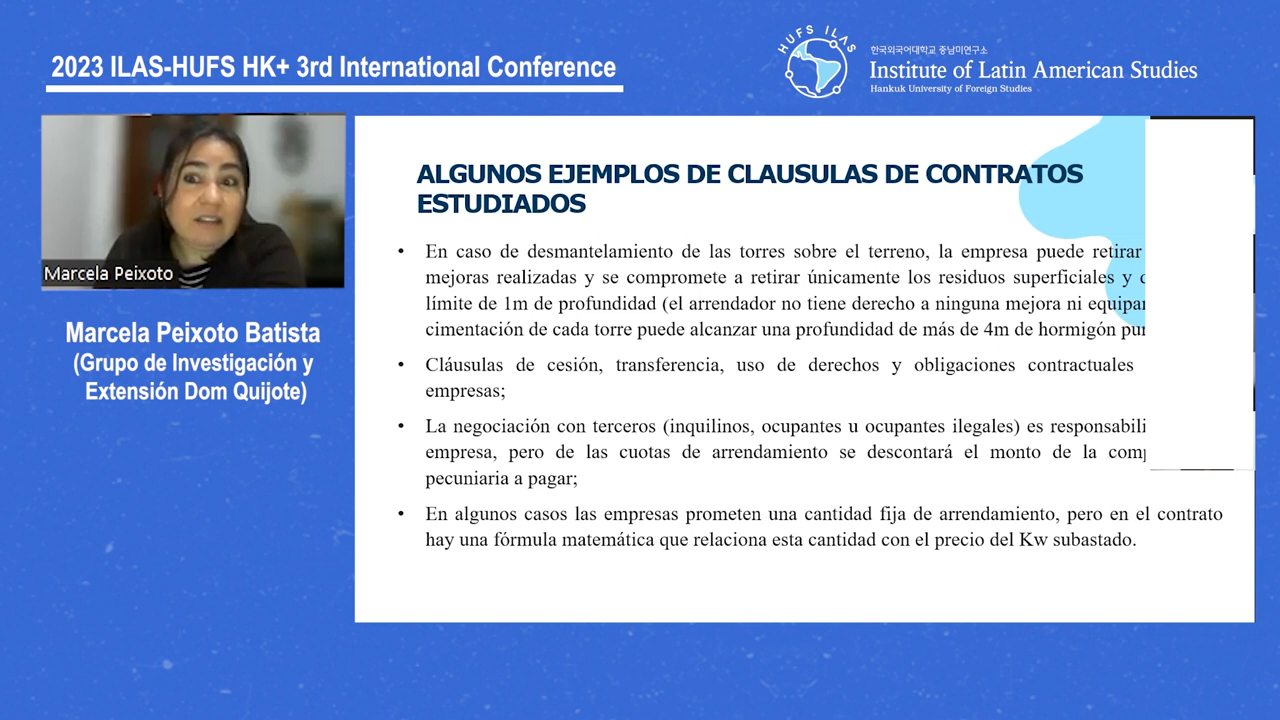 2023 ILAS-HUFS HK+ 3rd International Conference
HUFS ILAS
한국외국어대학교 중남미연구소
Institute of Latin American Studies
Hankuk University of Foreign Studies
Marcela Peixoto
Marcela Peixoto Batista
(Grupo de Investigación y
Extensión Dom Quijote)
ALGUNOS EJEMPLOS DE CLAUSULAS DE CONTRATOS
ESTUDIADOS
• En caso de desmantelamiento de las torres sobre el terreno, la empresa puede retirar
mejoras realizadas y se compromete a retirar únicamente los residuos superficiales y
límite de 1m de profundidad (el arrendador no tiene derecho a ninguna mejora ni
cimentación de cada torre puede alcanzar una profundidad de más de 4m de hormigón
• Cláusulas de cesión, transferencia, uso de derechos y obligaciones contractuales
empresas;
• La negociación con terceros (inquilinos, ocupantes u ocupantes ilegales) es
empresa, pero de las cuotas de arrendamiento se descontará el monto de la
pecuniaria a pagar;
• En algunos casos las empresas prometen una cantidad fija de arrendamiento, pero en el contrato
hay una fórmula matemática que relaciona esta cantidad con el precio del Kw subastado.